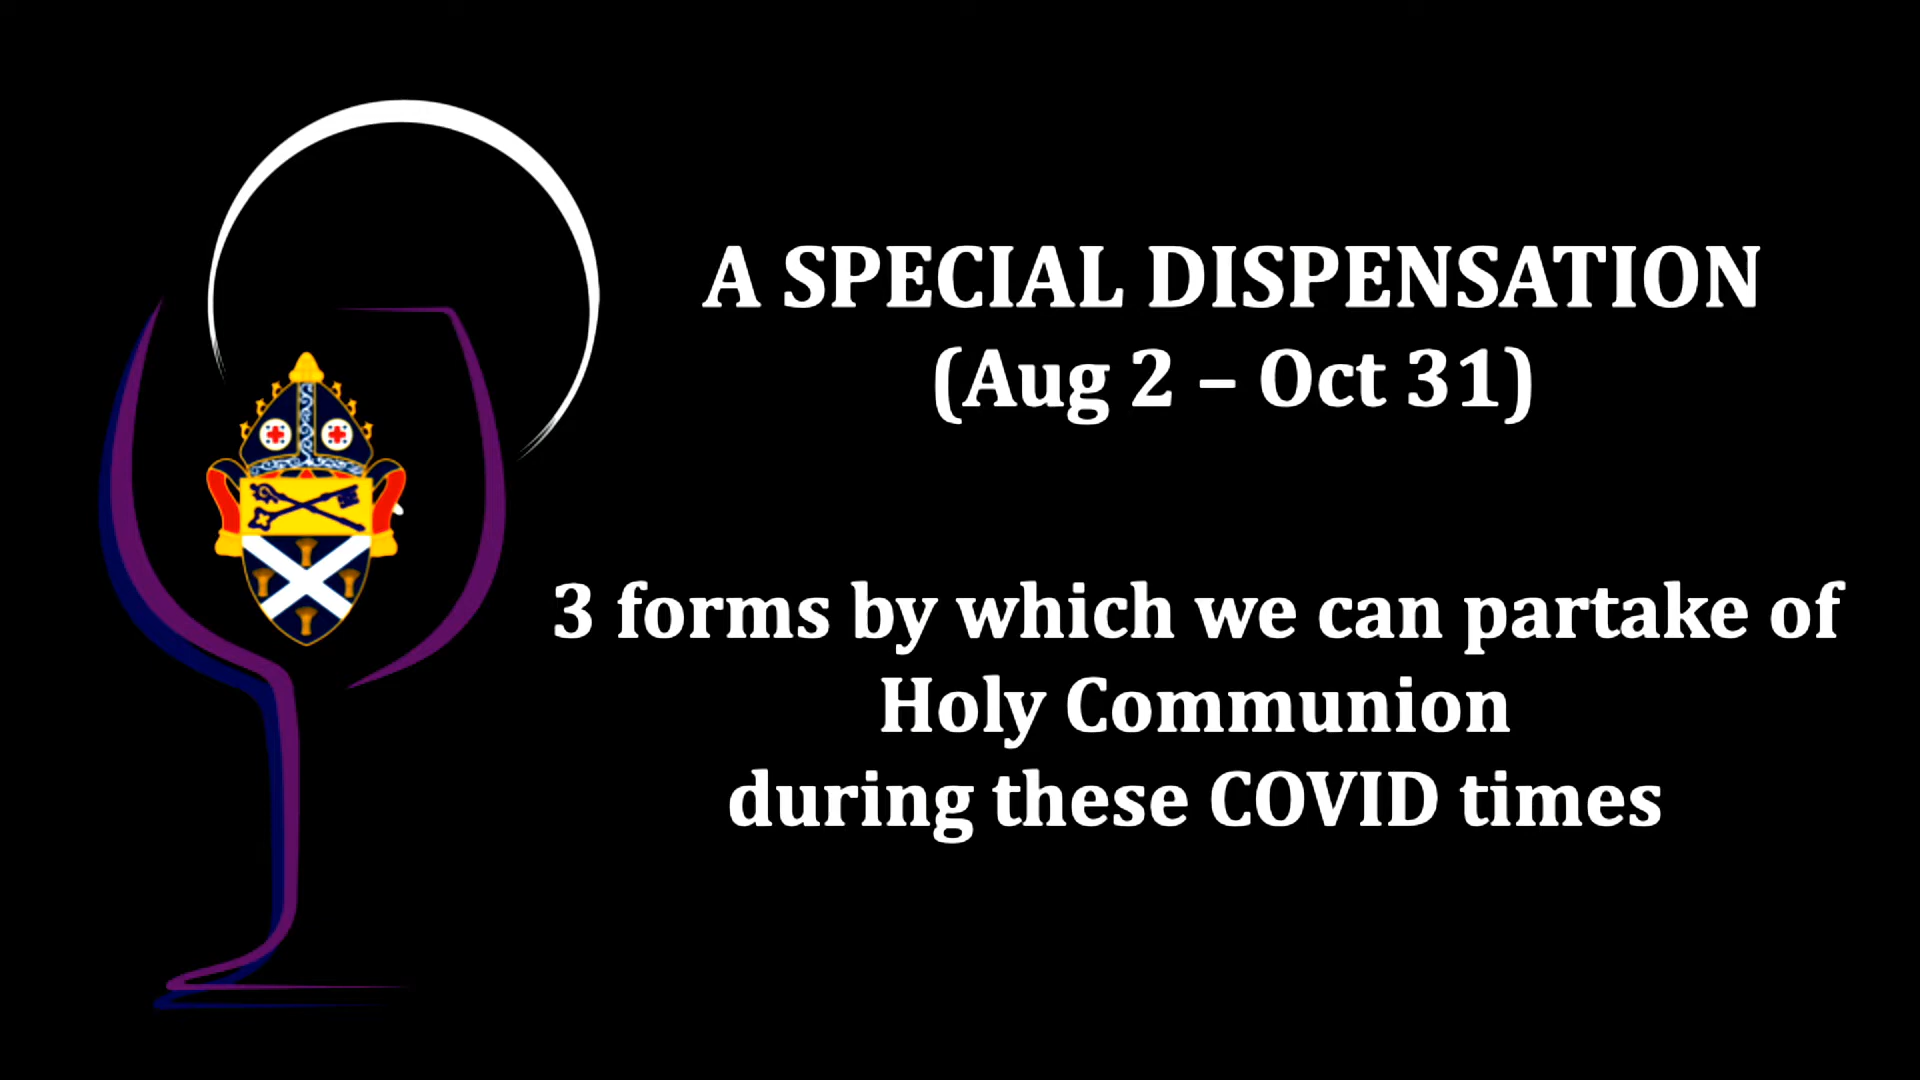 A SPECIAL DISPENSATION
(Aug 2 – Oct 31)
3 forms by which we can partake of
Holy Communion
during these COVID times